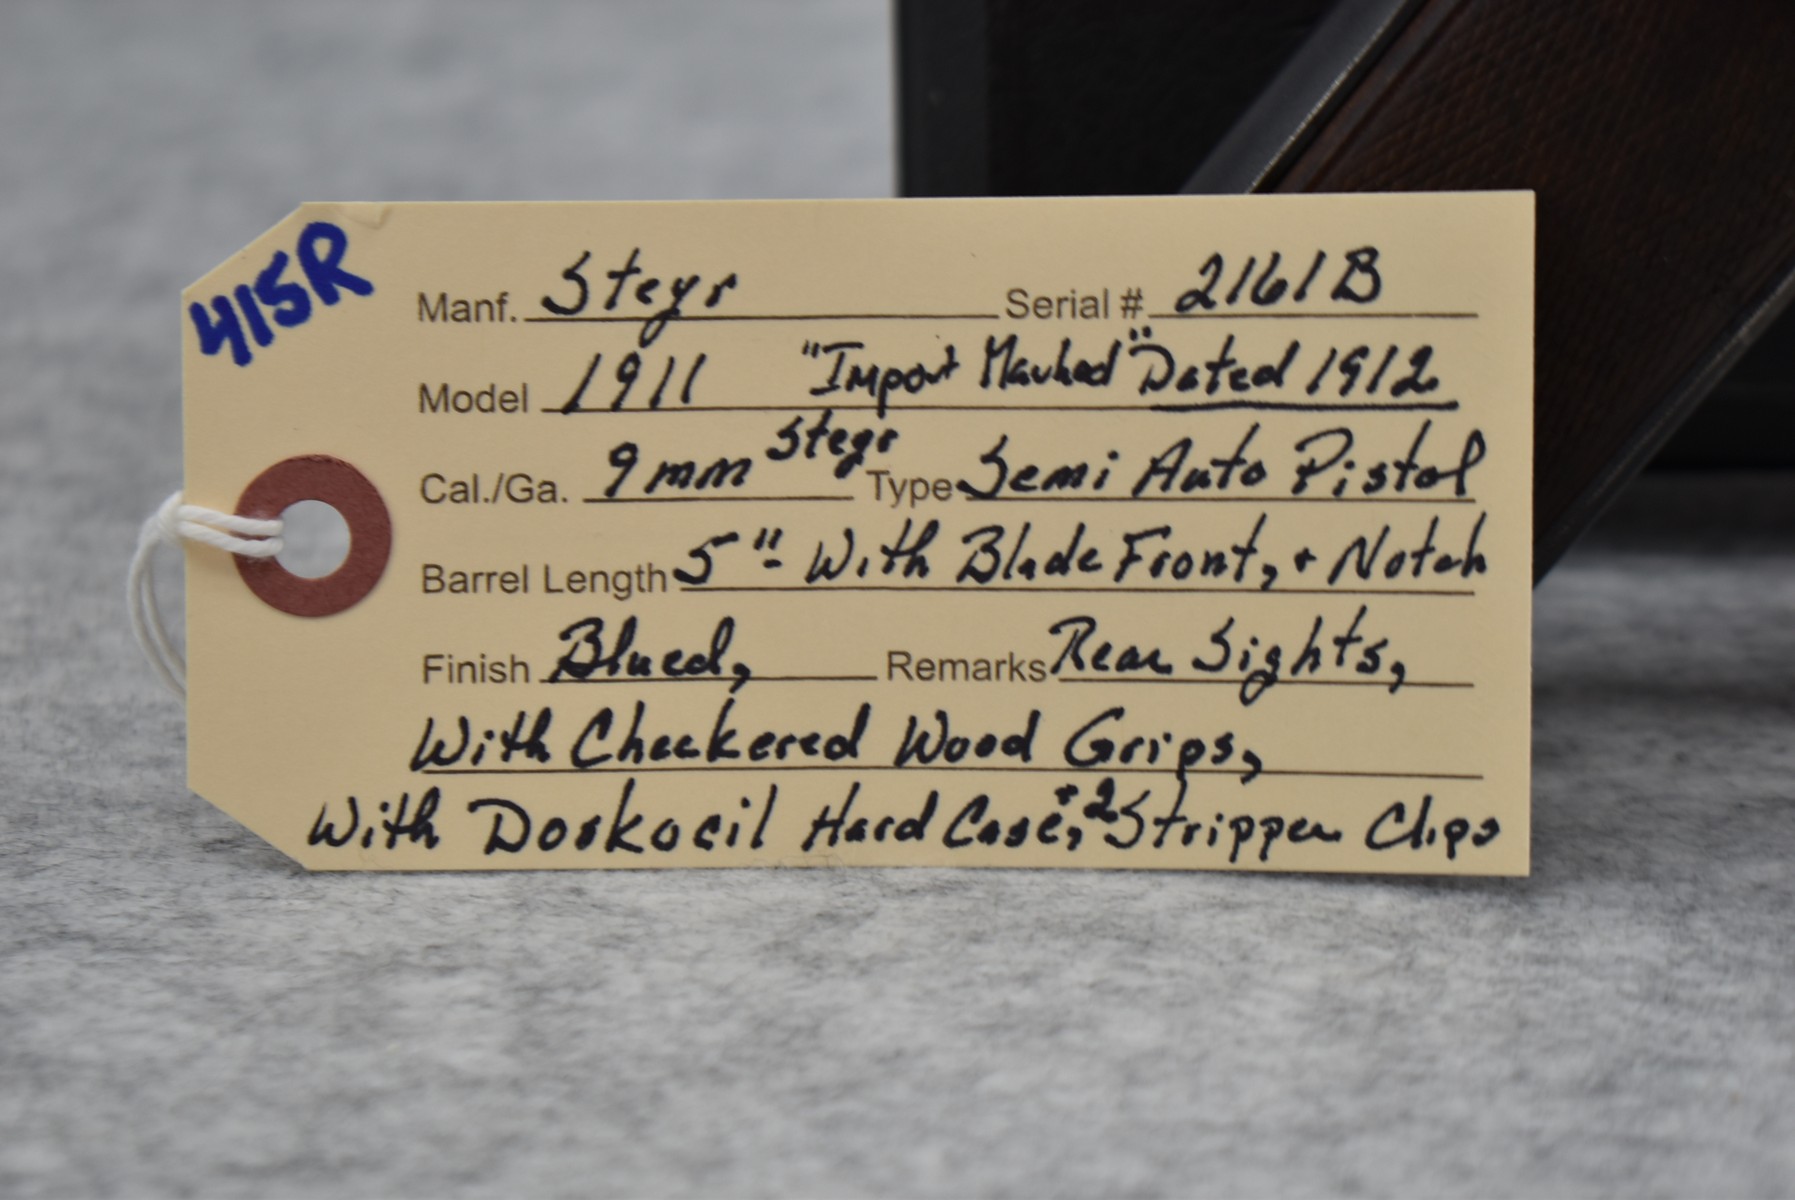 415R
Manf. Steyr Serial # 2161B
Model 1911 "Import Marked" Dated 1912
Cal./Ga. 9mm Steyr Type Semi Auto Pistol
Barrel Length 5" With Blade Front, + Notch
Finish Blued, Remarks Rear Sights,
With Checkered Wood Grips,
With Doskocil Hard Case, + 2 Stripper Clips